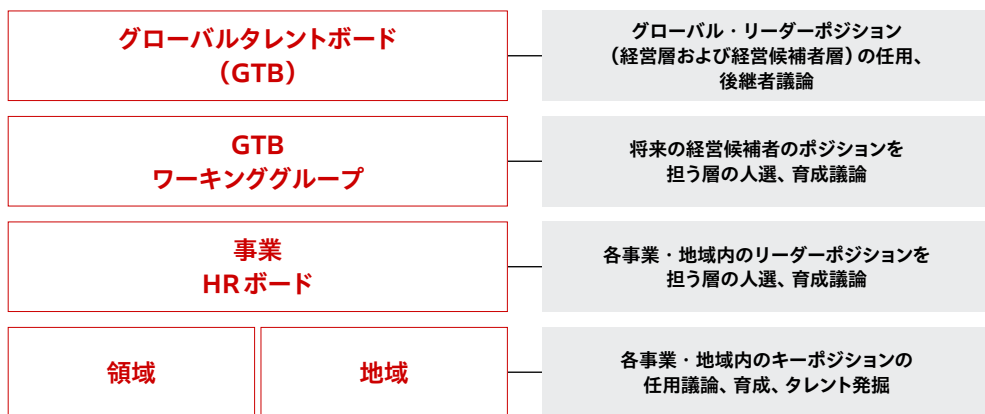 グローバルタレントボード
（GTB）
グローバル・リーダーポジション
（経営層および経営候補者層）の任用、
後継者議論
GTB
ワーキンググループ
将来の経営候補者のポジションを
担う層の人選、育成議論
事業
HRボード
各事業・地域内のリーダーポジションを
担う層の人選、育成議論
領域
地域
各事業・地域内のキーポジションの
任用議論、育成、タレント発掘